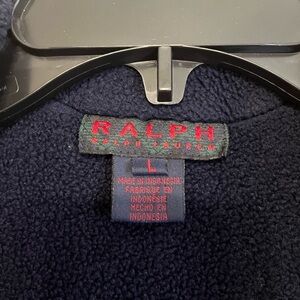 RALPH
RALPH LAUREN
L
MADE IN INDONESIA
FABRIQUE EN
INDONESIE
HECHO EN
INDONESIA